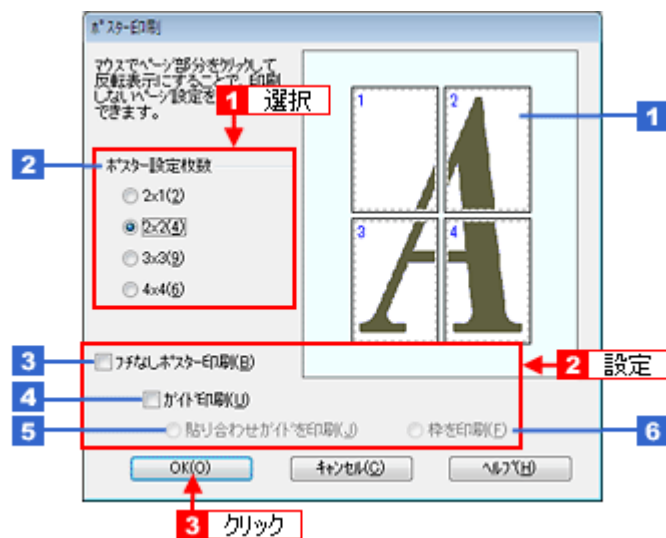 ポスター印刷
マウスでページ部分をクリックして
反転表示にすることで、印刷
しないページ設定を
できます。
1 選択
1
2
3
4
A
1
2
ポスター設定枚数
2x1(2)
2x2(4)
3x3(9)
4x4(6)
3
フチなしポスター印刷(B)
2 設定
4
ガイド印刷(U)
5
貼り合わせガイドを印刷(J)
枠を印刷(F)
6
OK(O)
キャンセル(C)
ヘルプ(H)
3 クリック